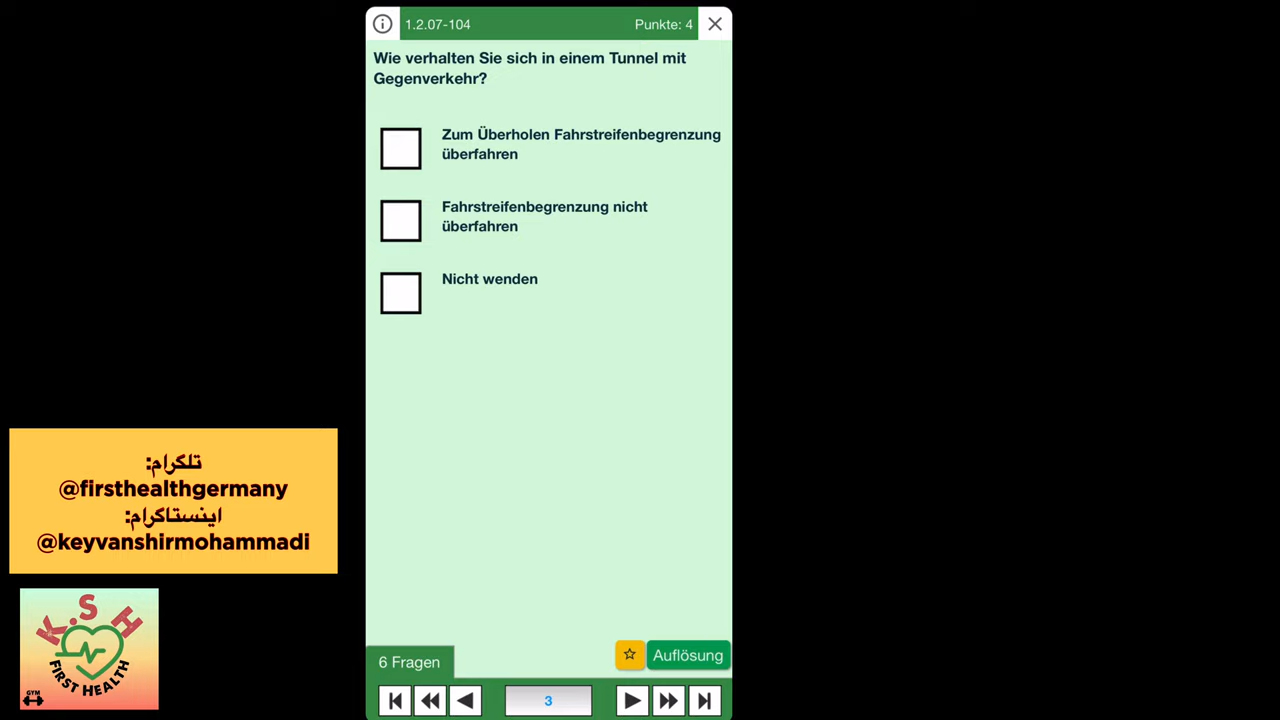 1.2.07-104
Punkte: 4
Wie verhalten Sie sich in einem Tunnel mit
Gegenverkehr?
Zum Überholen Fahrstreifenbegrenzung
überfahren
Fahrstreifenbegrenzung nicht
überfahren
Nicht wenden
تلگرام:
@firsthealthgermany
اینستاگرام:
@keyvanshirmohammadi
K.SH
FIRST HEALTH
GYM
6 Fragen
Auflösung
3